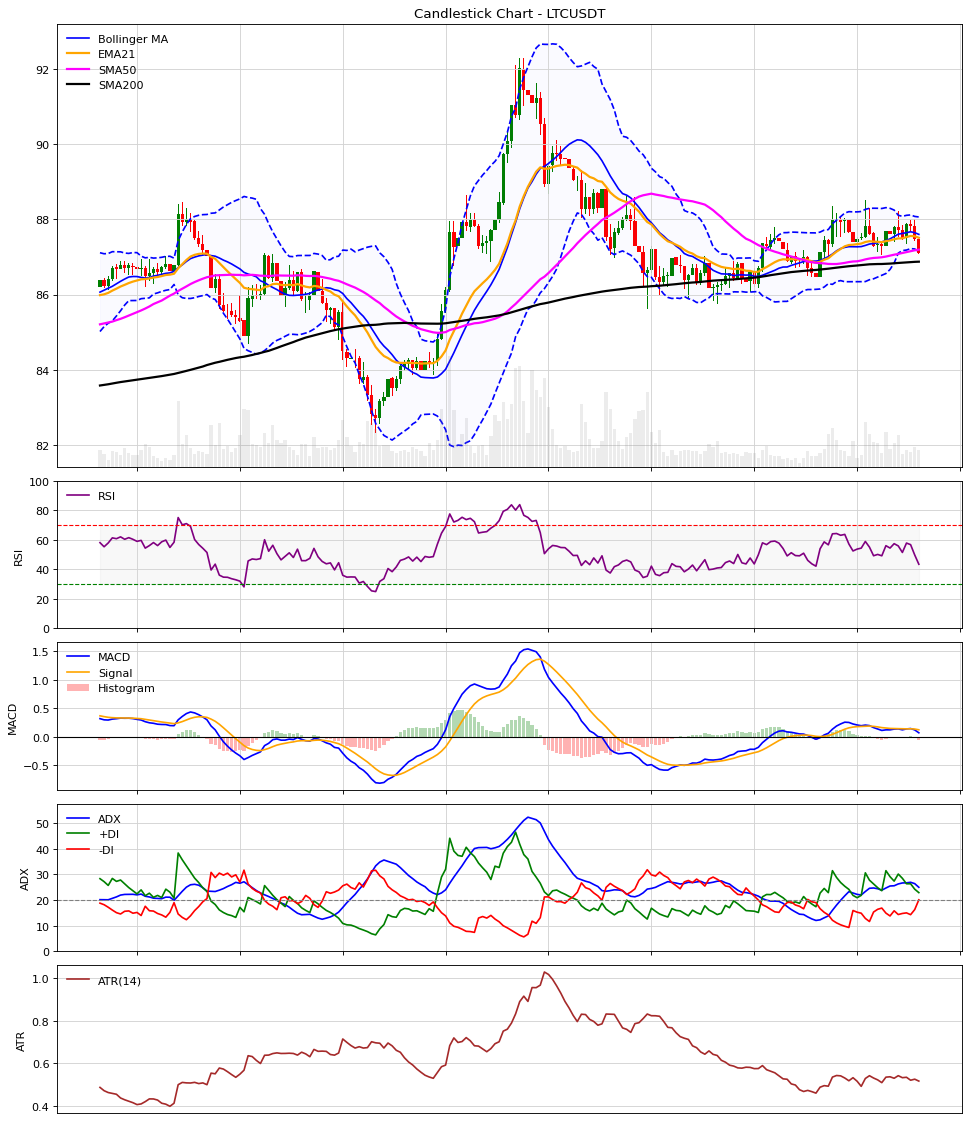 Candlestick Chart - LTCUSDT
Bollinger MA
EMA21
SMA50
SMA200
92
90
88
86
84
82
RSI
100
80
60
40
20
0
RSI
MACD
Signal
Histogram
1.5
1.0
0.5
0.0
−0.5
MACD
ADX
+DI
-DI
50
40
30
20
10
0
ADX
ATR(14)
1.0
0.8
0.6
0.4
ATR